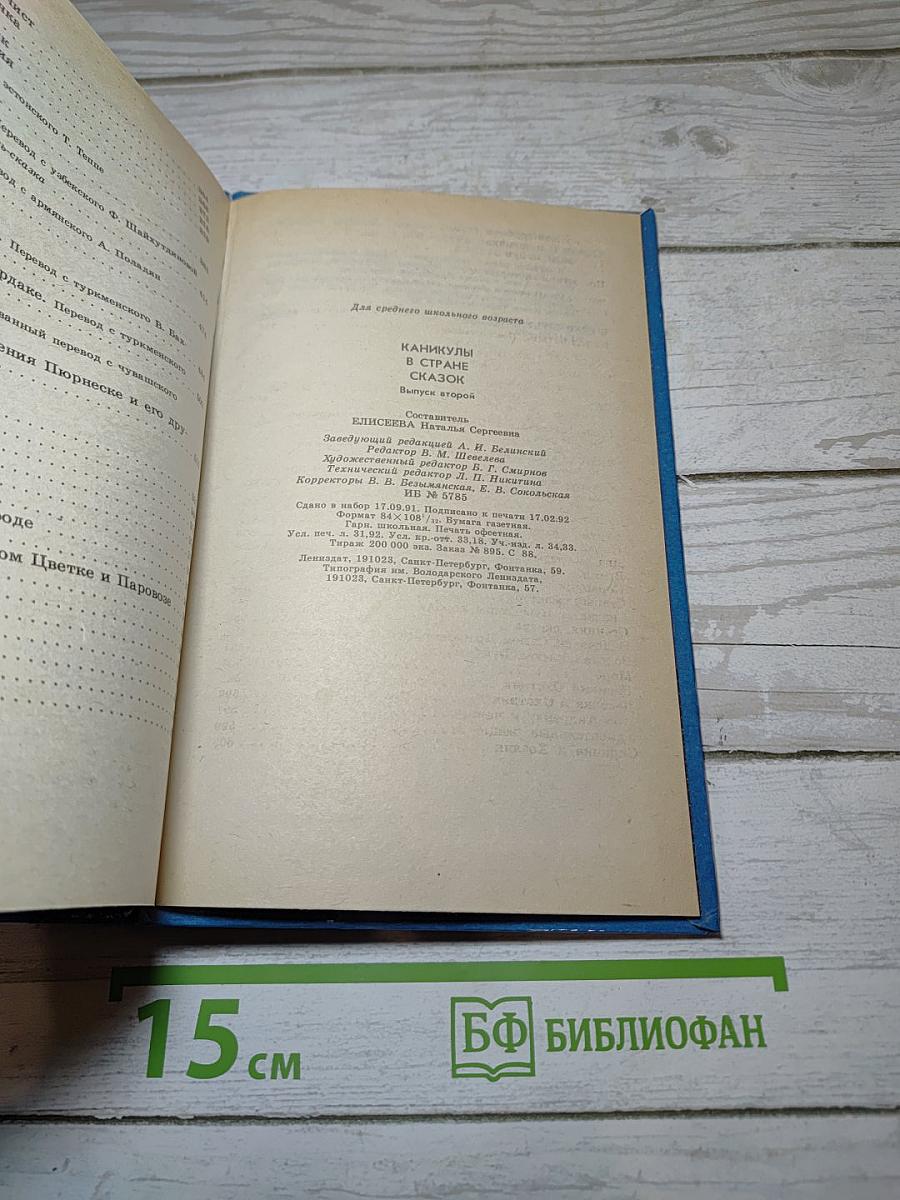 эстонского Т. Теппе
Перевод с узбекского Ф. Шайхутдиновой
сказка
с армянского А. Поладян
Перевод с туркменского В. Бах-
рдаке. Перевод с туркменского
ванный перевод с чувашского
ения Пюрнеске и его дру-
роде
ом Цветке и Паровозе
Для среднего школьного возраста
КАНИКУЛЫ
В СТРАНЕ
СКАЗОК
Выпуск второй
Составитель
ЕЛИСЕЕВА Наталья Сергеевна
Заведующий редакцией А. И. Белинский
Редактор В. М. Шевелева
Художественный редактор Б. Г. Смирнов
Технический редактор Л. П. Никитина
Корректоры В. В. Безымянская, Е. В. Сокольская
ИБ № 5785
Сдано в набор 17.09.91. Подписано к печати 17.02.92
Формат 84×108¹/₃₂. Бумага газетная.
Гарн. школьная. Печать офсетная.
Усл. печ. л. 31,92. Усл. кр.-отт. 33,18. Уч.-изд. л. 34,33.
Тираж 200 000 экз. Заказ № 895. С 88.
Лениздат, 191023, Санкт-Петербург, Фонтанка, 59.
Типография им. Володарского Лениздата,
191023, Санкт-Петербург, Фонтанка, 57.
15 см
БФ БИБЛИОФАН